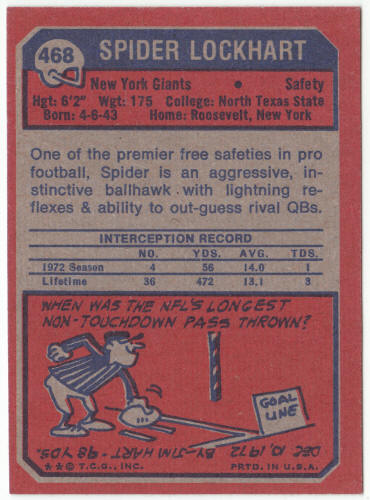 468
SPIDER LOCKHART
New York Giants • Safety
Hgt: 6'2" Wgt: 175 College: North Texas State
Born: 4-6-43 Home: Roosevelt, New York
One of the premier free safeties in pro
football, Spider is an aggressive, in-
stinctive ballhawk with lightning re-
flexes & ability to out-guess rival QBs.
INTERCEPTION RECORD
NO. YDS. AVG. TDS.
1972 Season 4 56 14.0 1
Lifetime 36 472 13.1 3
WHEN WAS THE NFL'S LONGEST
NON-TOUCHDOWN PASS THROWN?
GOAL
LINE
DEC. 10, 1972
BY-JIM HART - 98 YDS.
**© T.C.G., INC. PRTD. IN U.S.A.